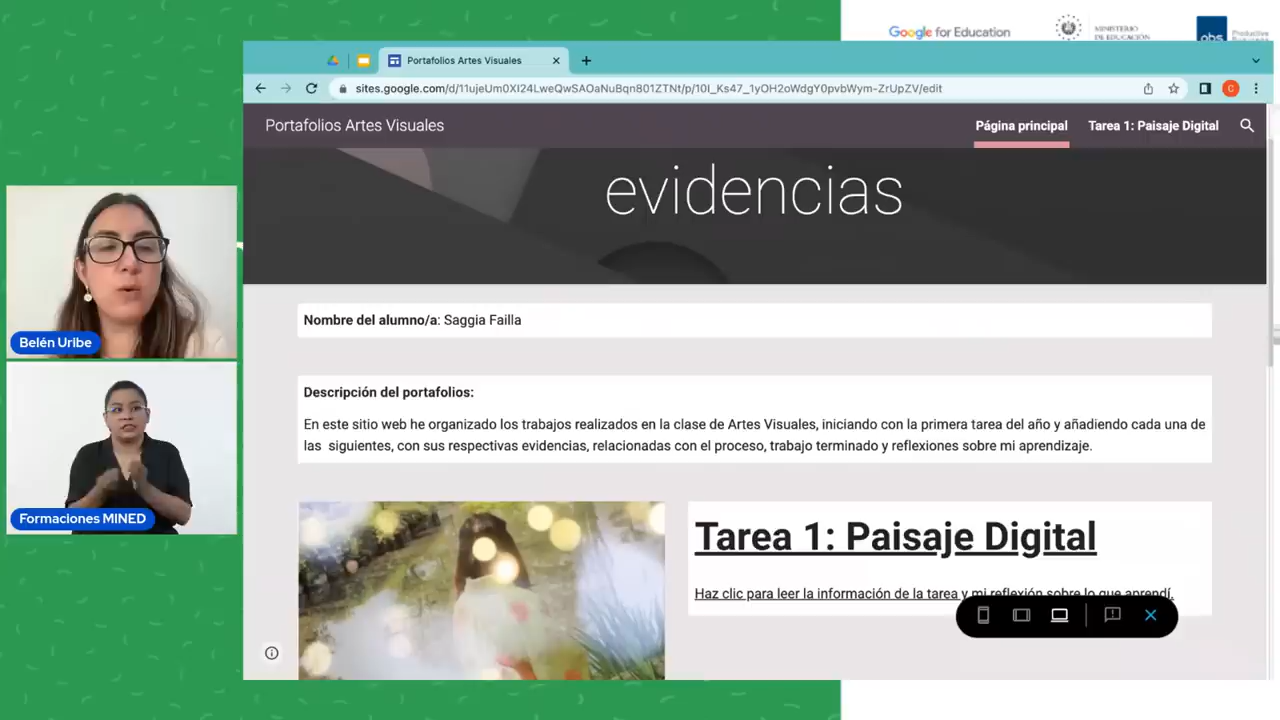 Google for Education
MINISTERIO
DE EDUCACIÓN
obs
Productive
Portafolios Artes Visuales
sites.google.com/d/11ujeUm0XI24LweQwSAOaNuBqn801ZTNt/p/10I_Ks47_1yOH2oWdgY0pvbWym-ZrUpZV/edit
C
Portafolios Artes Visuales
Página principal
Tarea 1: Paisaje Digital
evidencias
Nombre del alumno/a: Saggia Failla
Descripción del portafolios:
En este sitio web he organizado los trabajos realizados en la clase de Artes Visuales, iniciando con la primera tarea del año y añadiendo cada una de
las siguientes, con sus respectivas evidencias, relacionadas con el proceso, trabajo terminado y reflexiones sobre mi aprendizaje.
Tarea 1: Paisaje Digital
Haz clic para leer la información de la tarea y mi reflexión sobre lo que aprendí.
Belén Uribe
Formaciones MINED